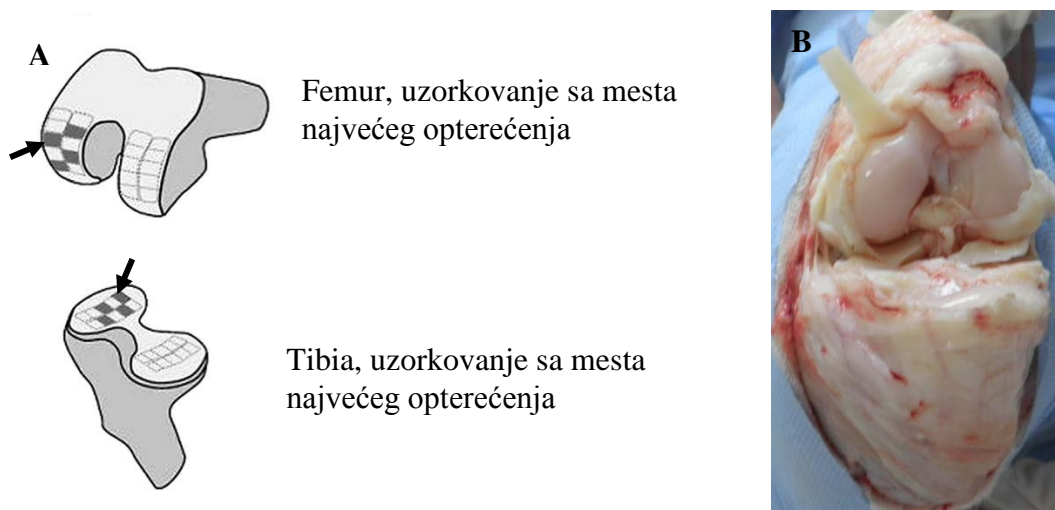 A
Femur, uzorkovanje sa mesta
najvećeg opterećenja
Tibia, uzorkovanje sa mesta
najvećeg opterećenja
B